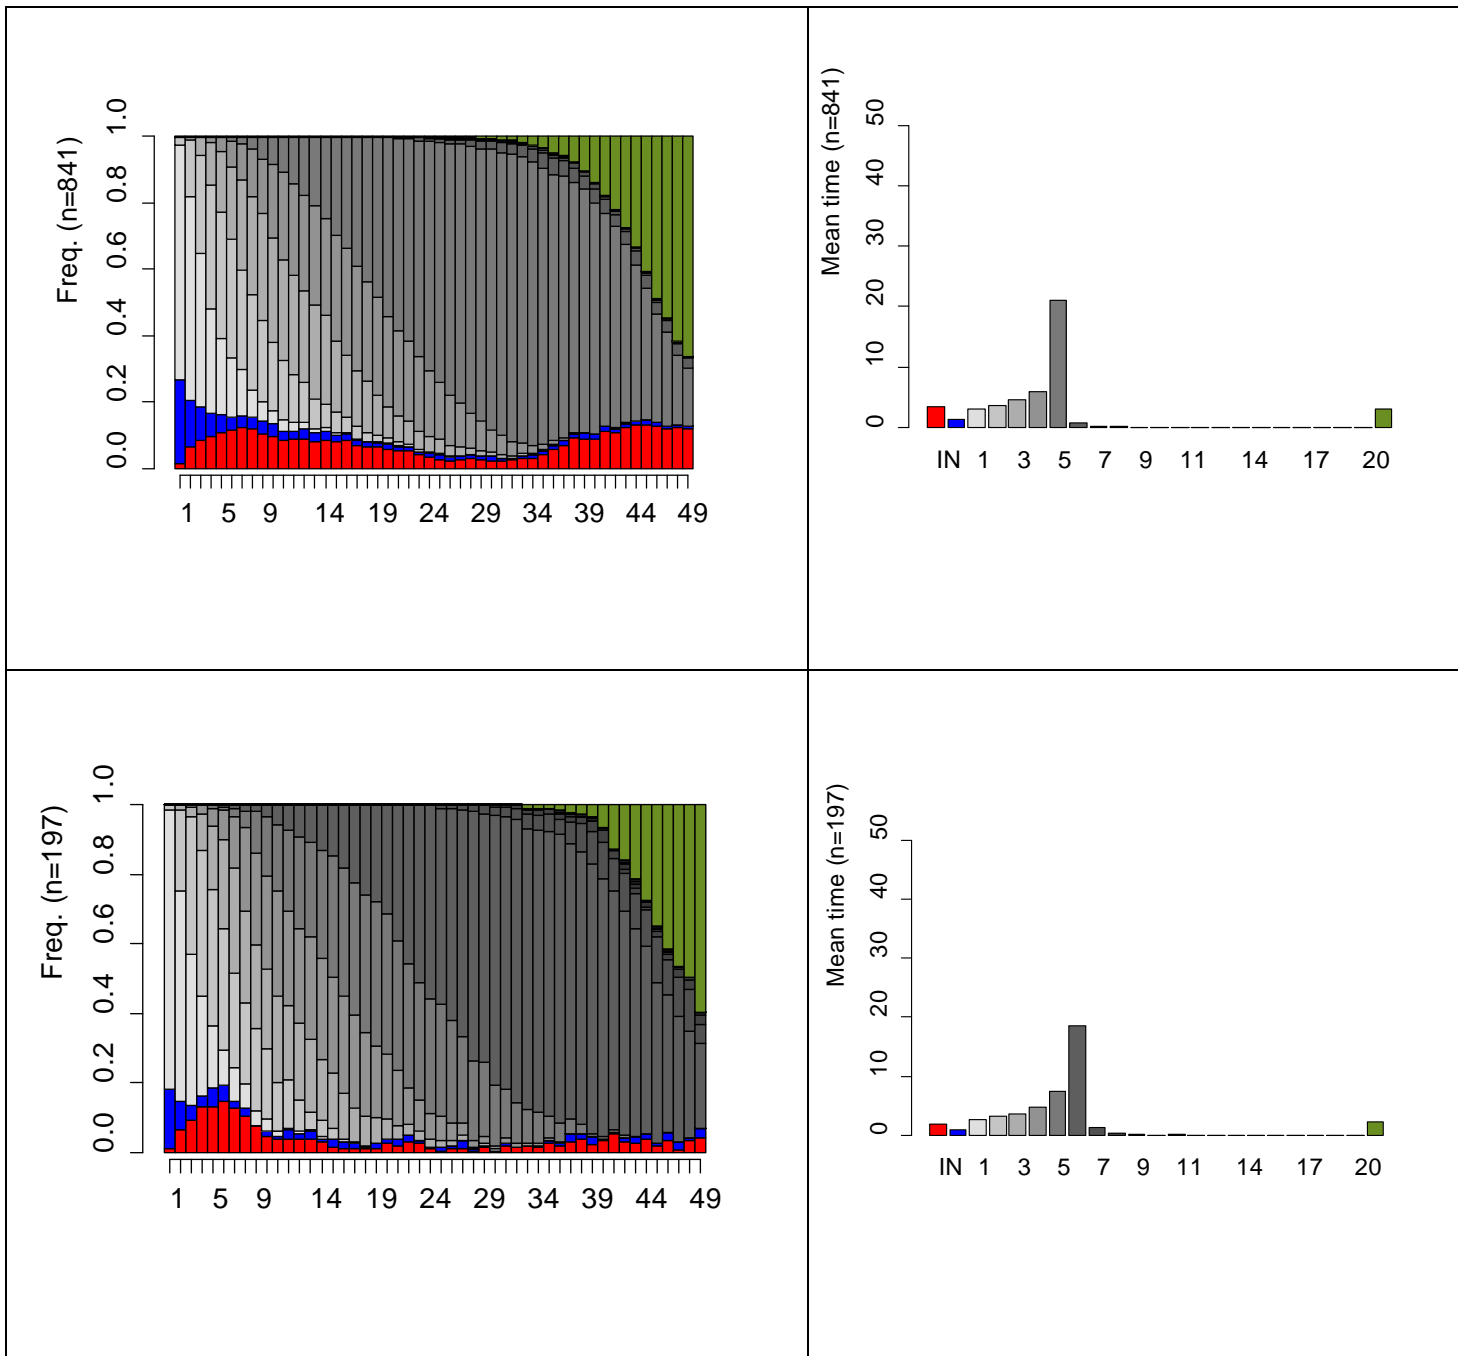 Freq. (n=841)
0.0 0.2 0.4 0.6 0.8 1.0
1 5 9 14 19 24 29 34 39 44 49
Mean time (n=841)
0 10 20 30 40 50
IN 1 3 5 7 9 11 14 17 20
Freq. (n=197)
0.0 0.2 0.4 0.6 0.8 1.0
1 5 9 14 19 24 29 34 39 44 49
Mean time (n=197)
0 10 20 30 40 50
IN 1 3 5 7 9 11 14 17 20